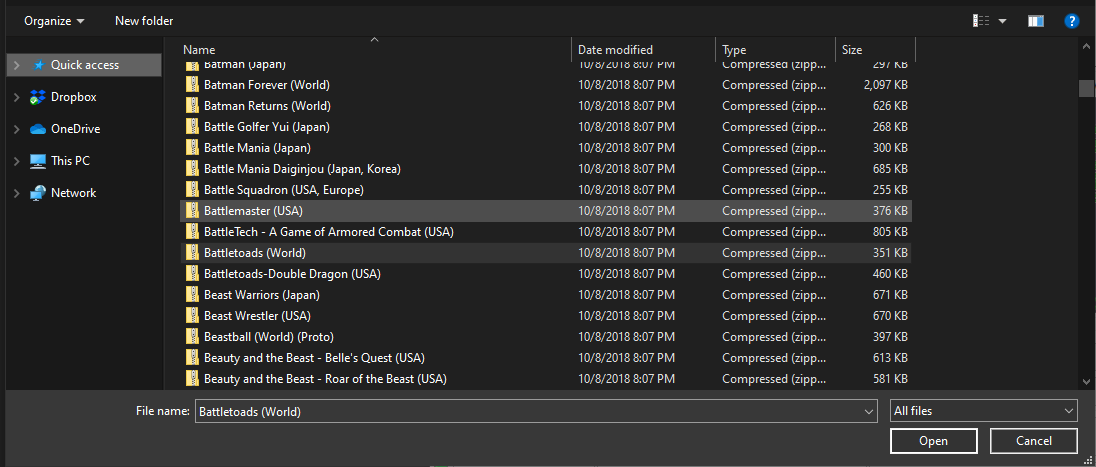 Organize New folder ?
Name Date modified Type Size
Quick access
Dropbox
OneDrive
This PC
Network
Batman (Japan) 10/8/2018 8:07 PM Compressed (zipp... 297 KB
Batman Forever (World) 10/8/2018 8:07 PM Compressed (zipp... 2,097 KB
Batman Returns (World) 10/8/2018 8:07 PM Compressed (zipp... 626 KB
Battle Golfer Yui (Japan) 10/8/2018 8:07 PM Compressed (zipp... 268 KB
Battle Mania (Japan) 10/8/2018 8:07 PM Compressed (zipp... 300 KB
Battle Mania Daiginjou (Japan, Korea) 10/8/2018 8:07 PM Compressed (zipp... 685 KB
Battle Squadron (USA, Europe) 10/8/2018 8:07 PM Compressed (zipp... 255 KB
Battlemaster (USA) 10/8/2018 8:07 PM Compressed (zipp... 376 KB
BattleTech - A Game of Armored Combat (USA) 10/8/2018 8:07 PM Compressed (zipp... 805 KB
Battletoads (World) 10/8/2018 8:07 PM Compressed (zipp... 351 KB
Battletoads-Double Dragon (USA) 10/8/2018 8:07 PM Compressed (zipp... 460 KB
Beast Warriors (Japan) 10/8/2018 8:07 PM Compressed (zipp... 671 KB
Beast Wrestler (USA) 10/8/2018 8:07 PM Compressed (zipp... 670 KB
Beastball (World) (Proto) 10/8/2018 8:07 PM Compressed (zipp... 397 KB
Beauty and the Beast - Belle's Quest (USA) 10/8/2018 8:07 PM Compressed (zipp... 613 KB
Beauty and the Beast - Roar of the Beast (USA) 10/8/2018 8:07 PM Compressed (zipp... 581 KB
File name: Battletoads (World) All files
Open Cancel